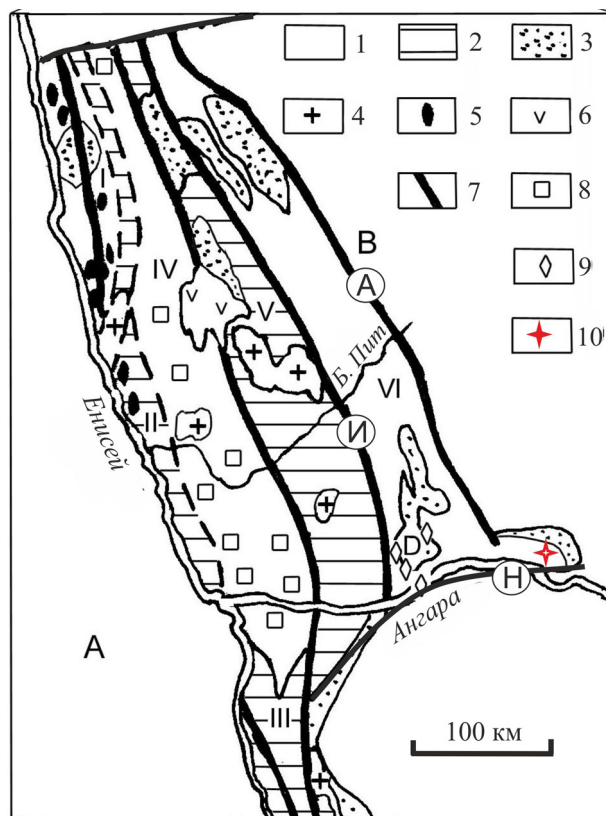 1 2 3
4 5 6
7 8
9
10
I
B
A
IV
V
Б. Пит
VI
Енисей
II
И
D
Н
Ангара
A
III
100 км